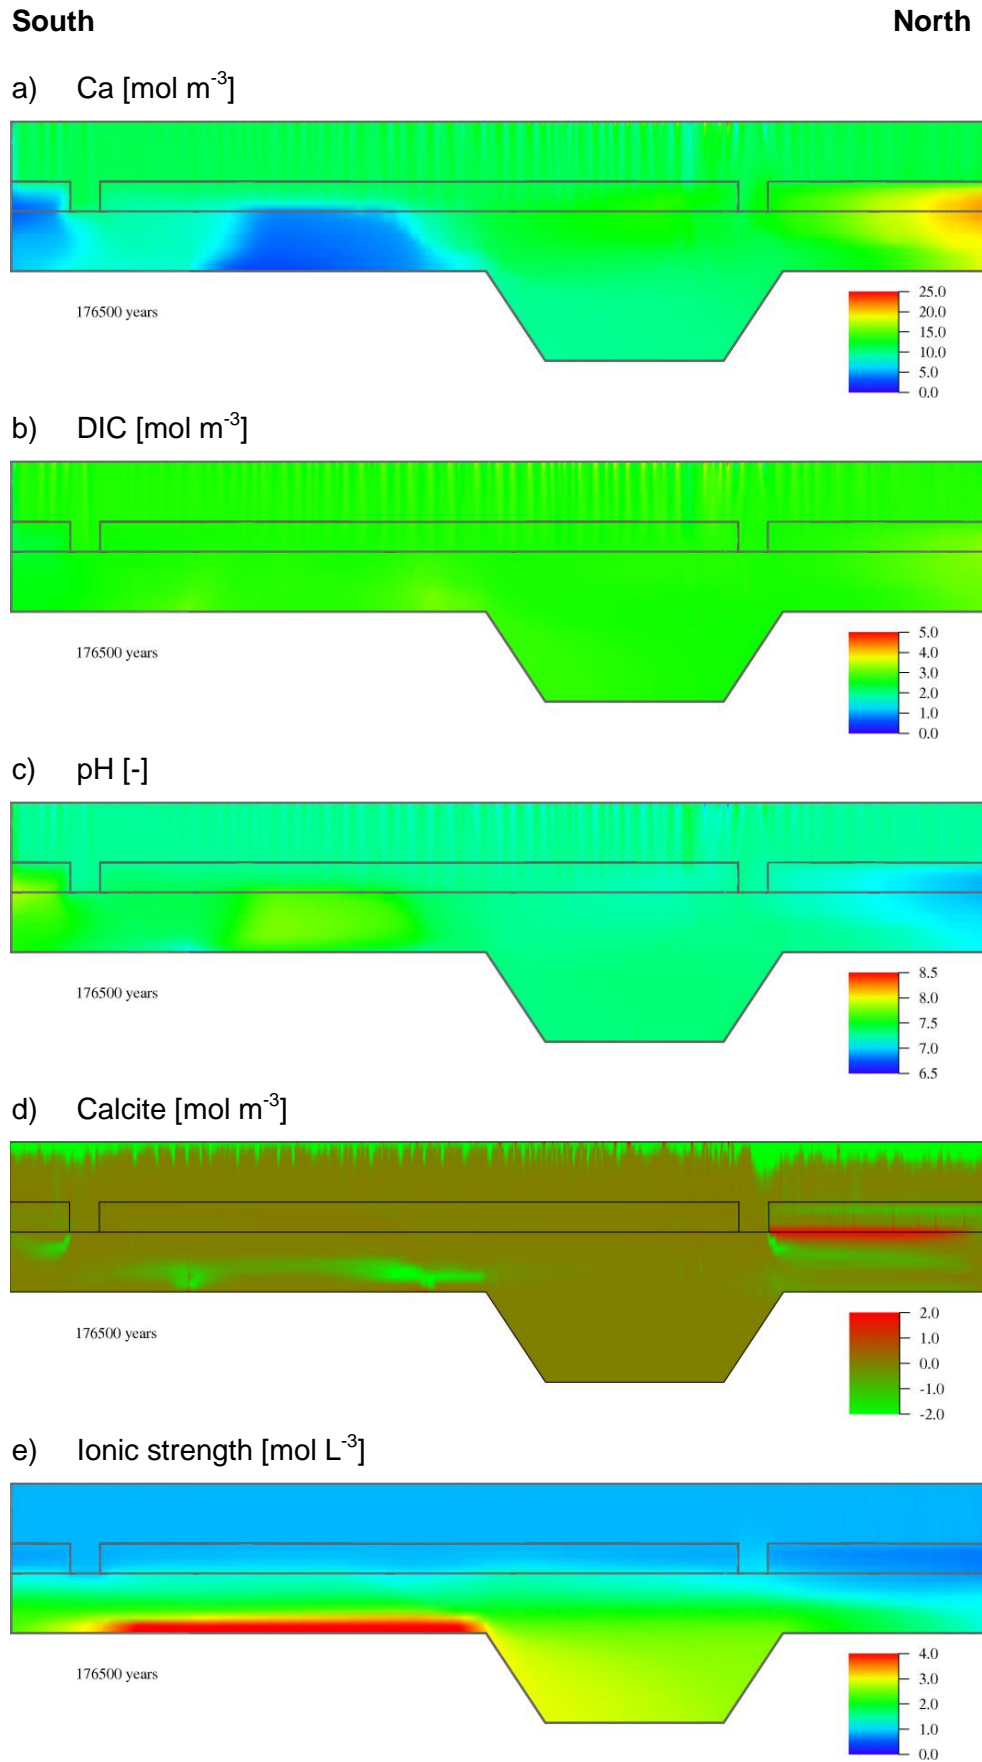 South North
a) Ca [mol m-3]
176500 years
25.0
20.0
15.0
10.0
5.0
0.0
b) DIC [mol m-3]
176500 years
5.0
4.0
3.0
2.0
1.0
0.0
c) pH [-]
176500 years
8.5
8.0
7.5
7.0
6.5
d) Calcite [mol m-3]
176500 years
2.0
1.0
0.0
-1.0
-2.0
e) Ionic strength [mol L-3]
176500 years
4.0
3.0
2.0
1.0
0.0